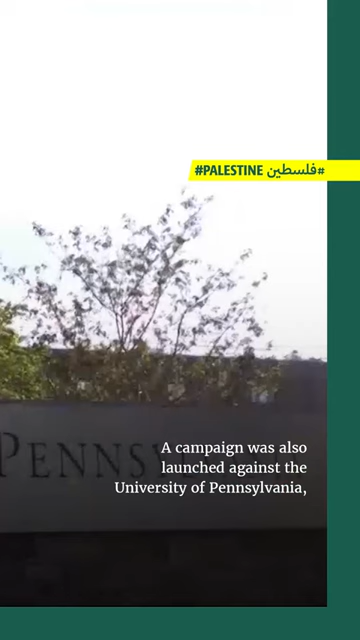 #PALESTINE فلسطين#
PENNS
A campaign was also
launched against the
University of Pennsylvania,